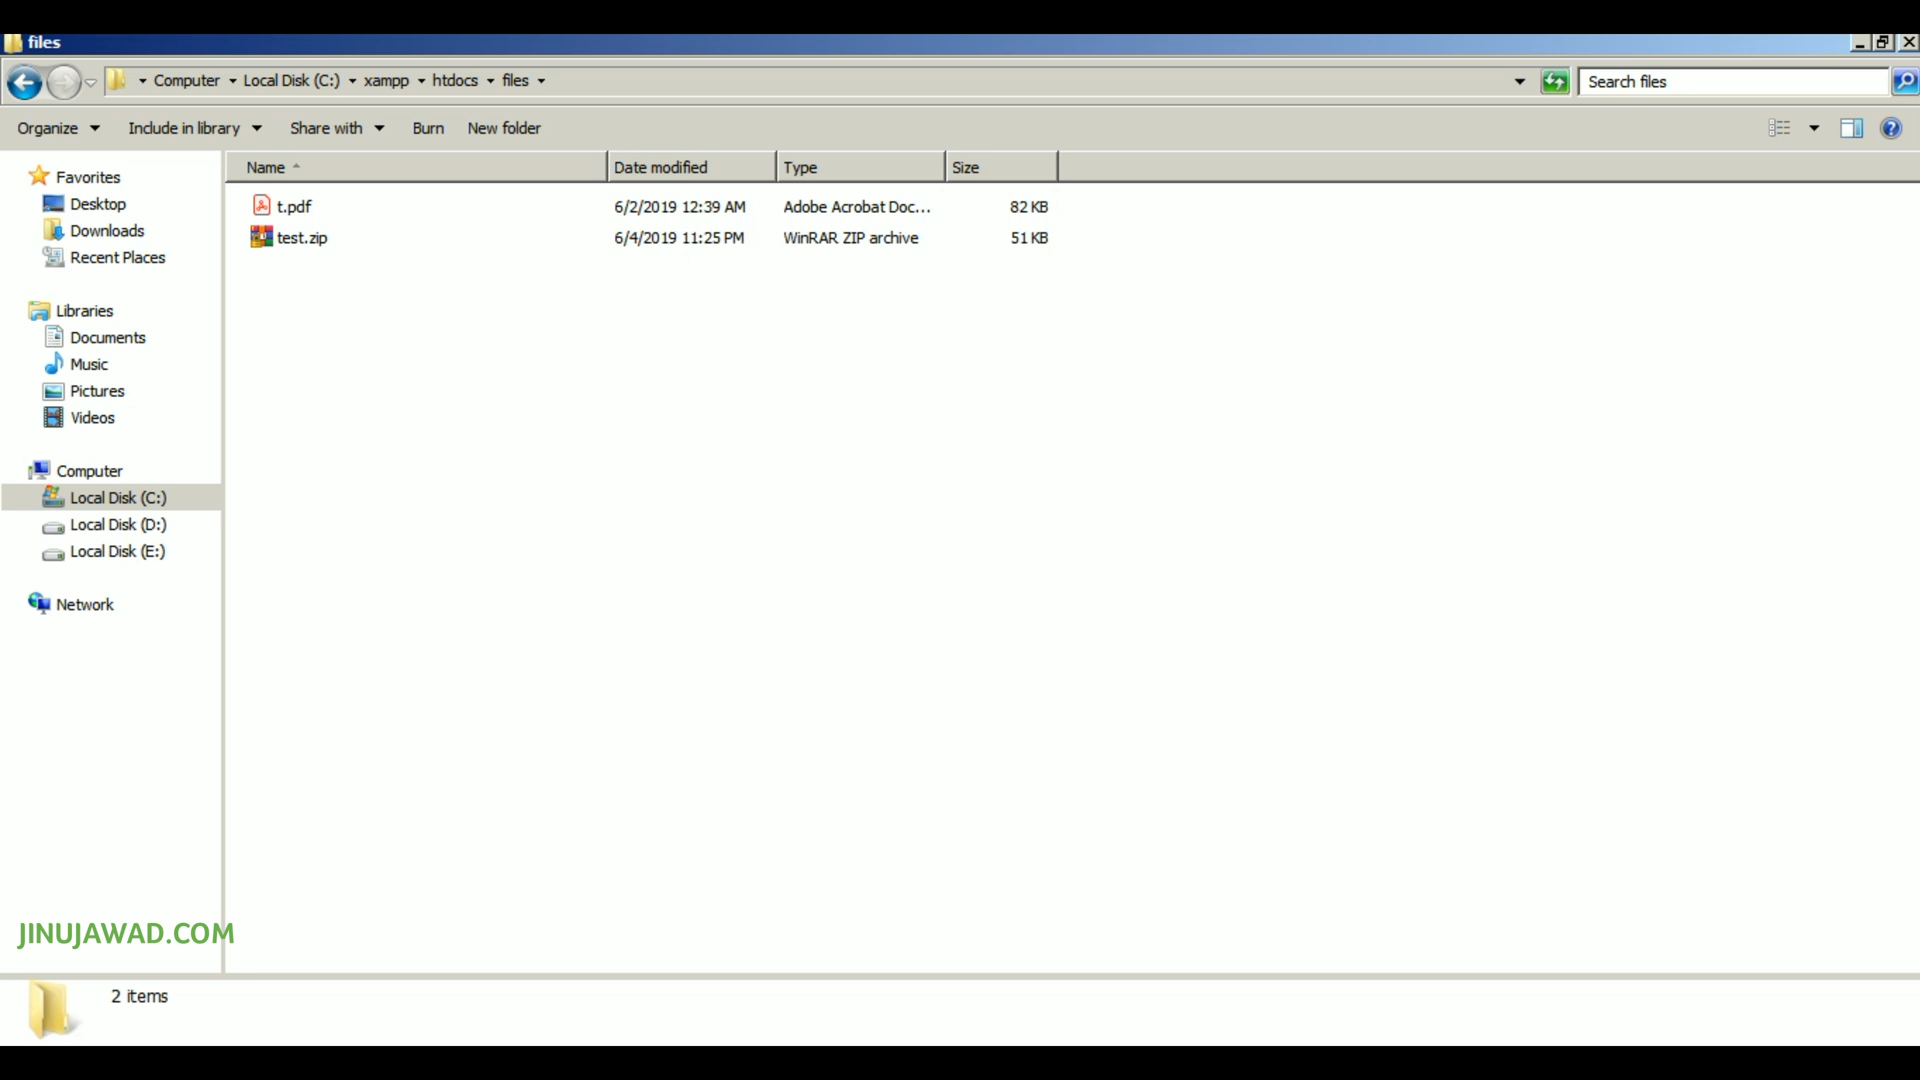 files
Computer Local Disk (C:) xampp htdocs files
Search files
Organize Include in library Share with Burn New folder
Name Date modified Type Size
t.pdf 6/2/2019 12:39 AM Adobe Acrobat Doc... 82 KB
test.zip 6/4/2019 11:25 PM WinRAR ZIP archive 51 KB
Favorites
Desktop
Downloads
Recent Places
Libraries
Documents
Music
Pictures
Videos
Computer
Local Disk (C:)
Local Disk (D:)
Local Disk (E:)
Network
JINUJAWAD.COM
2 items